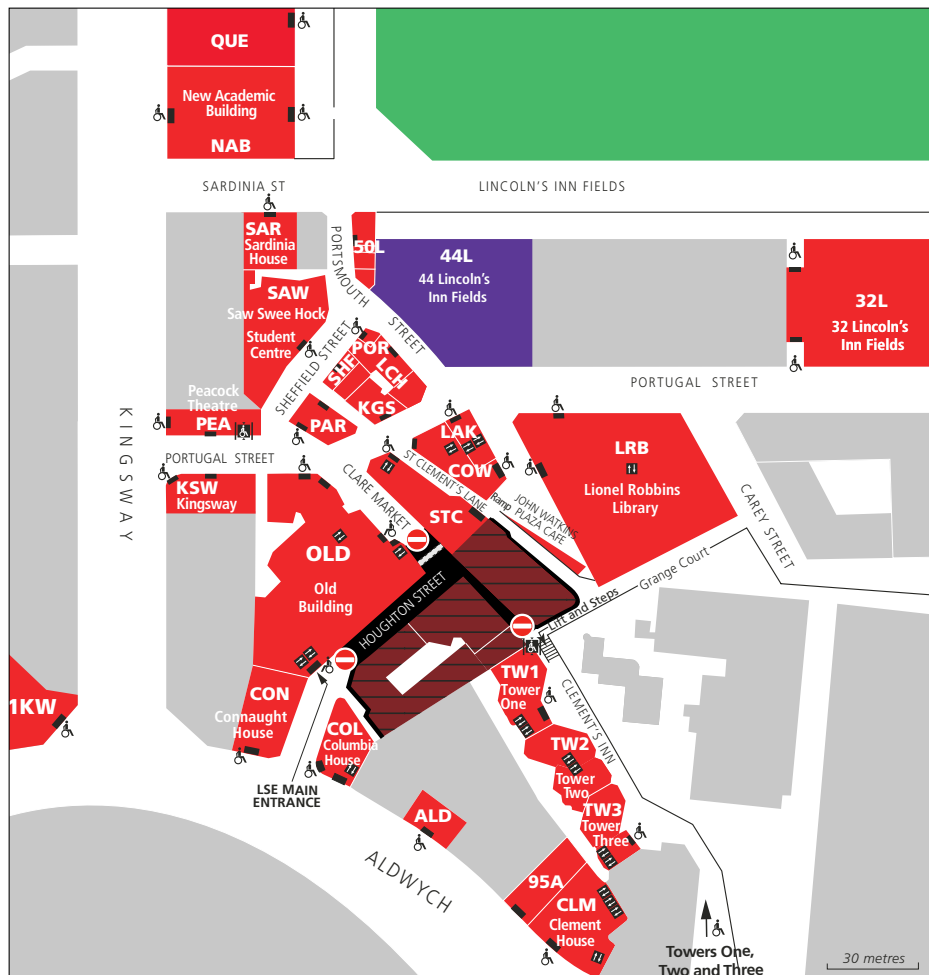 QUE
New Academic
Building
NAB
SARDINIA ST
LINCOLN'S INN FIELDS
SAR
Sardinia
House
PORTSMOUTH
STREET
50L
44L
44 Lincoln's
Inn Fields
32L
32 Lincoln's
Inn Fields
SAW
Saw Swee Hock
Student
Centre
SHEFFIELD STREET
POR
SHF
LCH
KGS
PORTUGAL STREET
Peacock
Theatre
PEA
PAR
LAK
COW
LRB
Lionel Robbins
Library
KINGSWAY
PORTUGAL STREET
KSW
Kingsway
CLARE MARKET
ST CLEMENT'S LANE
Ramp
JOHN WATKINS
PLAZA CAFE
CAREY STREET
STC
OLD
Old
Building
HOUGHTON STREET
Grange Court
Lift and Steps
CON
Connaught
House
1KW
COL
Columbia
House
LSE MAIN
ENTRANCE
TW1
Tower
One
CLEMENT'S INN
TW2
Tower
Two
TW3
Tower
Three
ALD
ALDWYCH
95A
CLM
Clement
House
Towers One,
Two and Three
30 metres